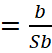 = b/Sb